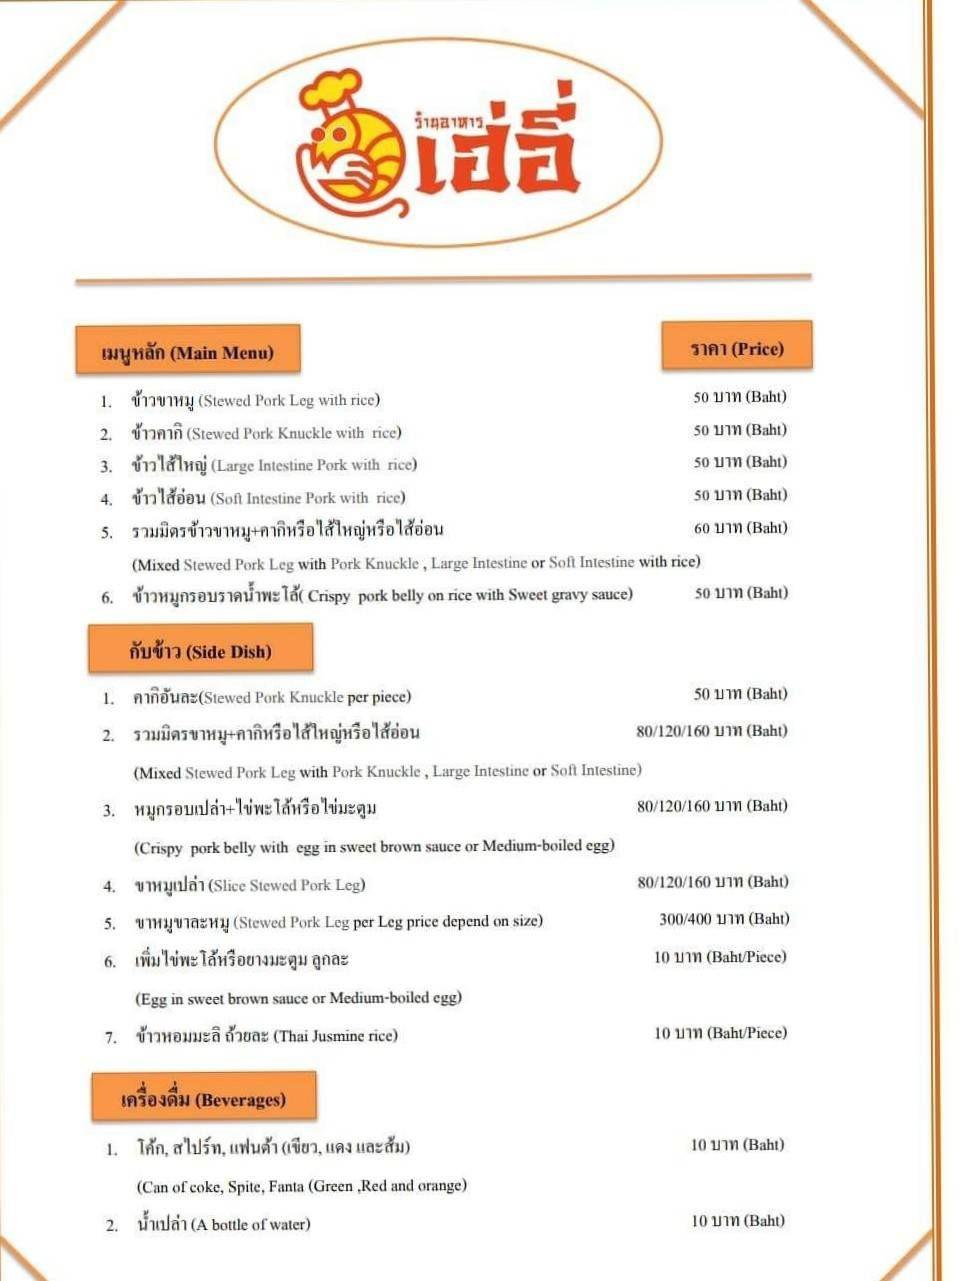 ร้านอาหาร
เฮ่อี่
เมนูหลัก (Main Menu) ราคา (Price)
1. ข้าวขาหมู (Stewed Pork Leg with rice) 50 บาท (Baht)
2. ข้าวคากิ (Stewed Pork Knuckle with rice) 50 บาท (Baht)
3. ข้าวไส้ใหญ่ (Large Intestine Pork with rice) 50 บาท (Baht)
4. ข้าวไส้อ่อน (Soft Intestine Pork with rice) 50 บาท (Baht)
5. รวมมิตรข้าวขาหมู+คากิหรือไส้ใหญ่หรือไส้อ่อน 60 บาท (Baht)
(Mixed Stewed Pork Leg with Pork Knuckle , Large Intestine or Soft Intestine with rice)
6. ข้าวหมูกรอบราดน้ำพะโล้( Crispy pork belly on rice with Sweet gravy sauce) 50 บาท (Baht)
กับข้าว (Side Dish)
1. คากิอันละ(Stewed Pork Knuckle per piece) 50 บาท (Baht)
2. รวมมิตรขาหมู+คากิหรือไส้ใหญ่หรือไส้อ่อน 80/120/160 บาท (Baht)
(Mixed Stewed Pork Leg with Pork Knuckle , Large Intestine or Soft Intestine)
3. หมูกรอบเปล่า+ไข่พะโล้หรือไข่มะตูม 80/120/160 บาท (Baht)
(Crispy pork belly with egg in sweet brown sauce or Medium-boiled egg)
4. ขาหมูเปล่า (Slice Stewed Pork Leg) 80/120/160 บาท (Baht)
5. ขาหมูขาละหมู (Stewed Pork Leg per Leg price depend on size) 300/400 บาท (Baht)
6. เพิ่มไข่พะโล้หรือยางมะตูม ลูกละ 10 บาท (Baht/Piece)
(Egg in sweet brown sauce or Medium-boiled egg)
7. ข้าวหอมมะลิ ถ้วยละ (Thai Jusmine rice) 10 บาท (Baht/Piece)
เครื่องดื่ม (Beverages)
1. โค้ก, สไปร์ท, แฟนต้า (เขียว, แดง และส้ม) 10 บาท (Baht)
(Can of coke, Spite, Fanta (Green ,Red and orange)
2. น้ำเปล่า (A bottle of water) 10 บาท (Baht)